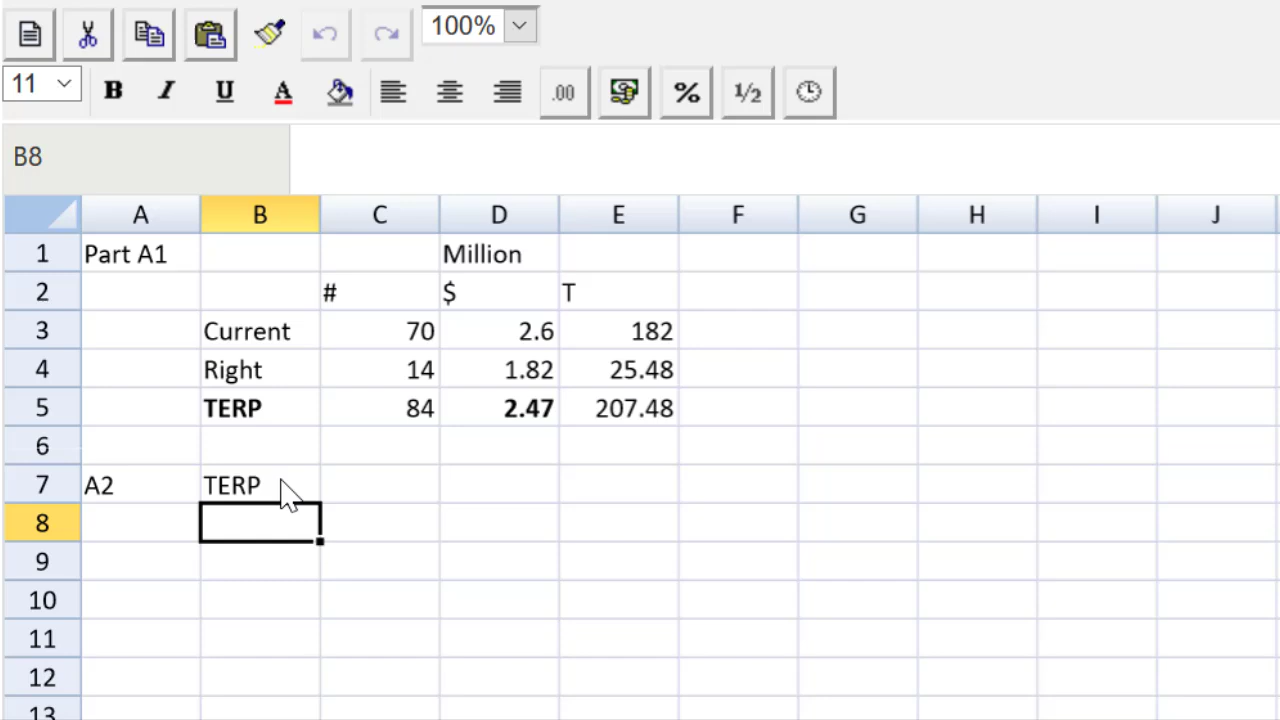 100%
11 B I U A .00 % 1/2
B8
A B C D E F G H I J
1 Part A1 Million
2 # $ T
3 Current 70 2.6 182
4 Right 14 1.82 25.48
5 TERP 84 2.47 207.48
6
7 A2 TERP
8
9
10
11
12
13